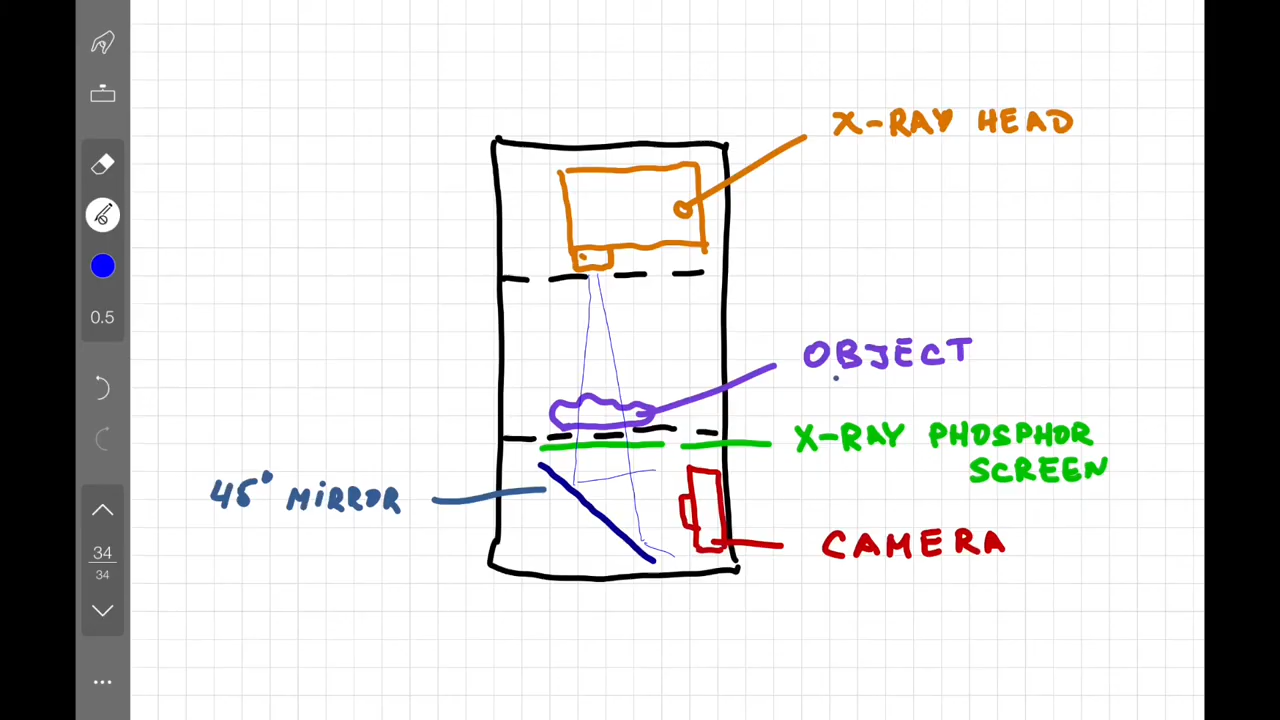 X-RAY HEAD
OBJECT
X-RAY PHOSPHOR
SCREEN
45° MiRROR
CAMERA
0.5
34
34